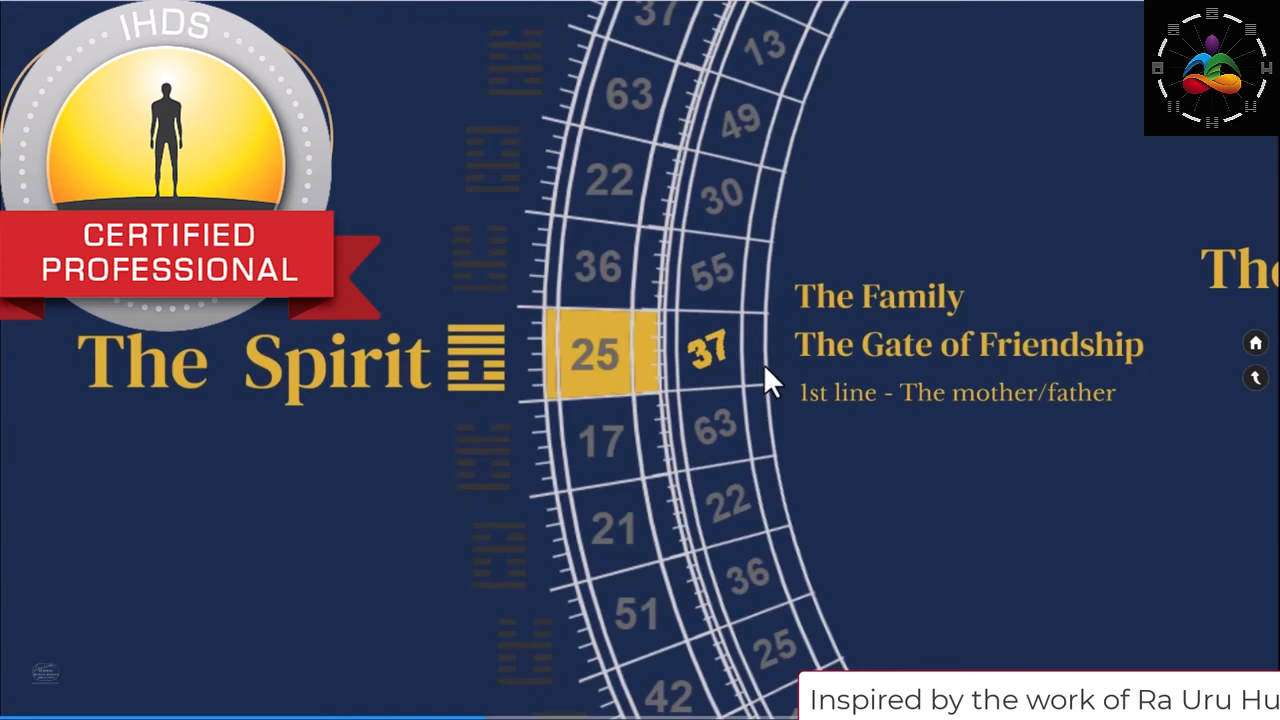 IHDS
CERTIFIED
PROFESSIONAL
The Spirit
37
63
22
36
25
17
21
51
42
13
49
30
55
37
63
22
36
25
The Family
The Gate of Friendship
1st line - The mother/father
The
Inspired by the work of Ra Uru Hu